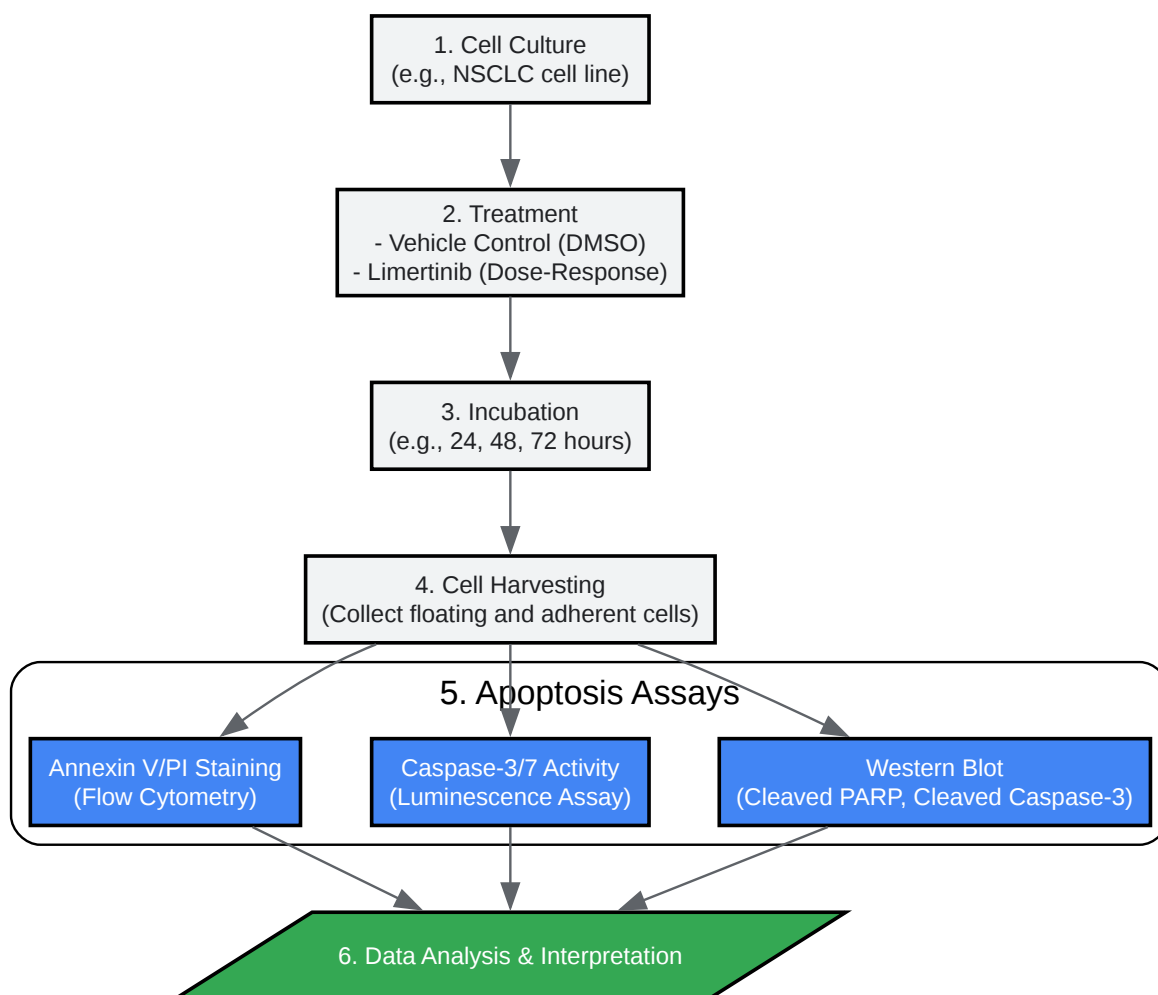 1. Cell Culture
(e.g., NSCLC cell line)
2. Treatment
- Vehicle Control (DMSO)
- Limertinib (Dose-Response)
3. Incubation
(e.g., 24, 48, 72 hours)
4. Cell Harvesting
(Collect floating and adherent cells)
5. Apoptosis Assays
Annexin V/PI Staining
(Flow Cytometry)
Caspase-3/7 Activity
(Luminescence Assay)
Western Blot
(Cleaved PARP, Cleaved Caspase-3)
6. Data Analysis & Interpretation